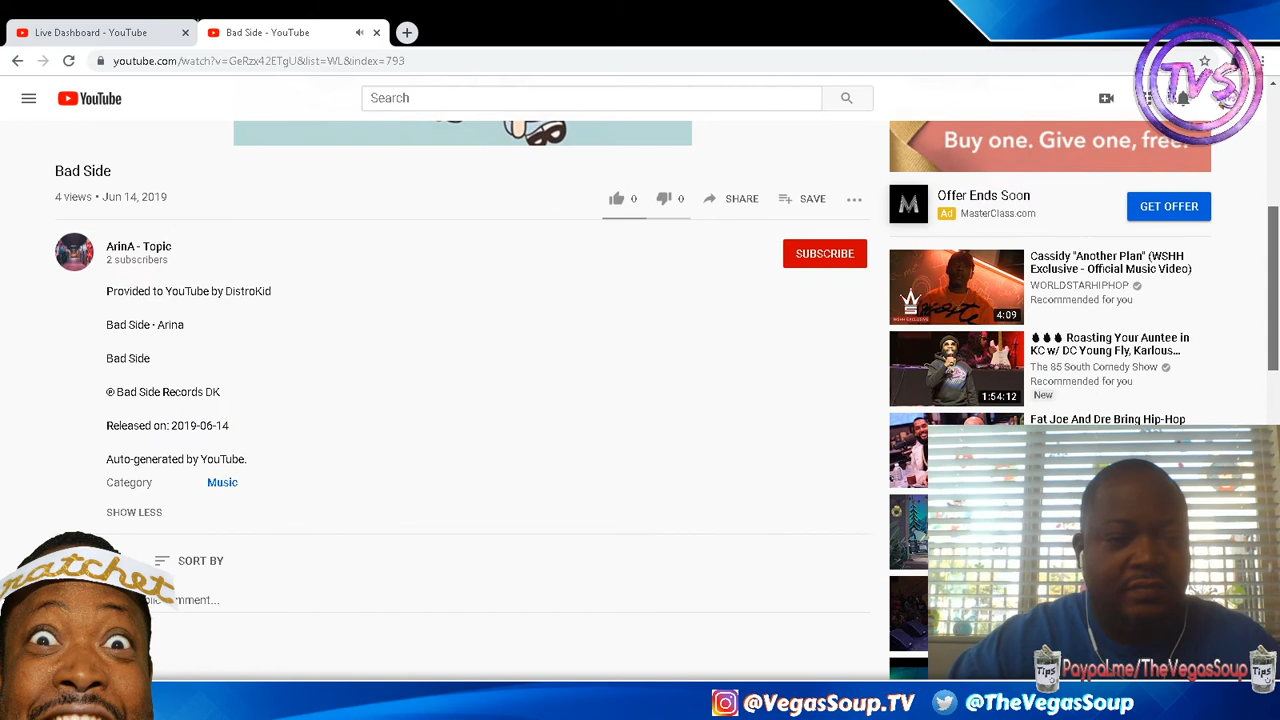 Live Dashboard - YouTube
Bad Side - YouTube
youtube.com/watch?v=GeRzx42ETgU&list=WL&index=793
TVS
YouTube
Search
Buy one. Give one, free.
Bad Side
4 views • Jun 14, 2019
0
0
SHARE
SAVE
Offer Ends Soon
Ad MasterClass.com
GET OFFER
ArinA - Topic
2 subscribers
SUBSCRIBE
Provided to YouTube by DistroKid
Bad Side · Arina
Bad Side
℗ Bad Side Records DK
Released on: 2019-06-14
Auto-generated by YouTube.
Category Music
SHOW LESS
SORT BY
omment...
Cassidy "Another Plan" (WSHH
Exclusive - Official Music Video)
WORLDSTARHIPHOP
Recommended for you
4:09
Roasting Your Auntee in
KC w/ DC Young Fly, Karlous...
The 85 South Comedy Show
Recommended for you
New
1:54:12
Fat Joe And Dre Bring Hip-Hop
ratchet
Tips
Paypal.me/TheVegasSoup
Tips
@VegasSoup.TV
@TheVegasSoup